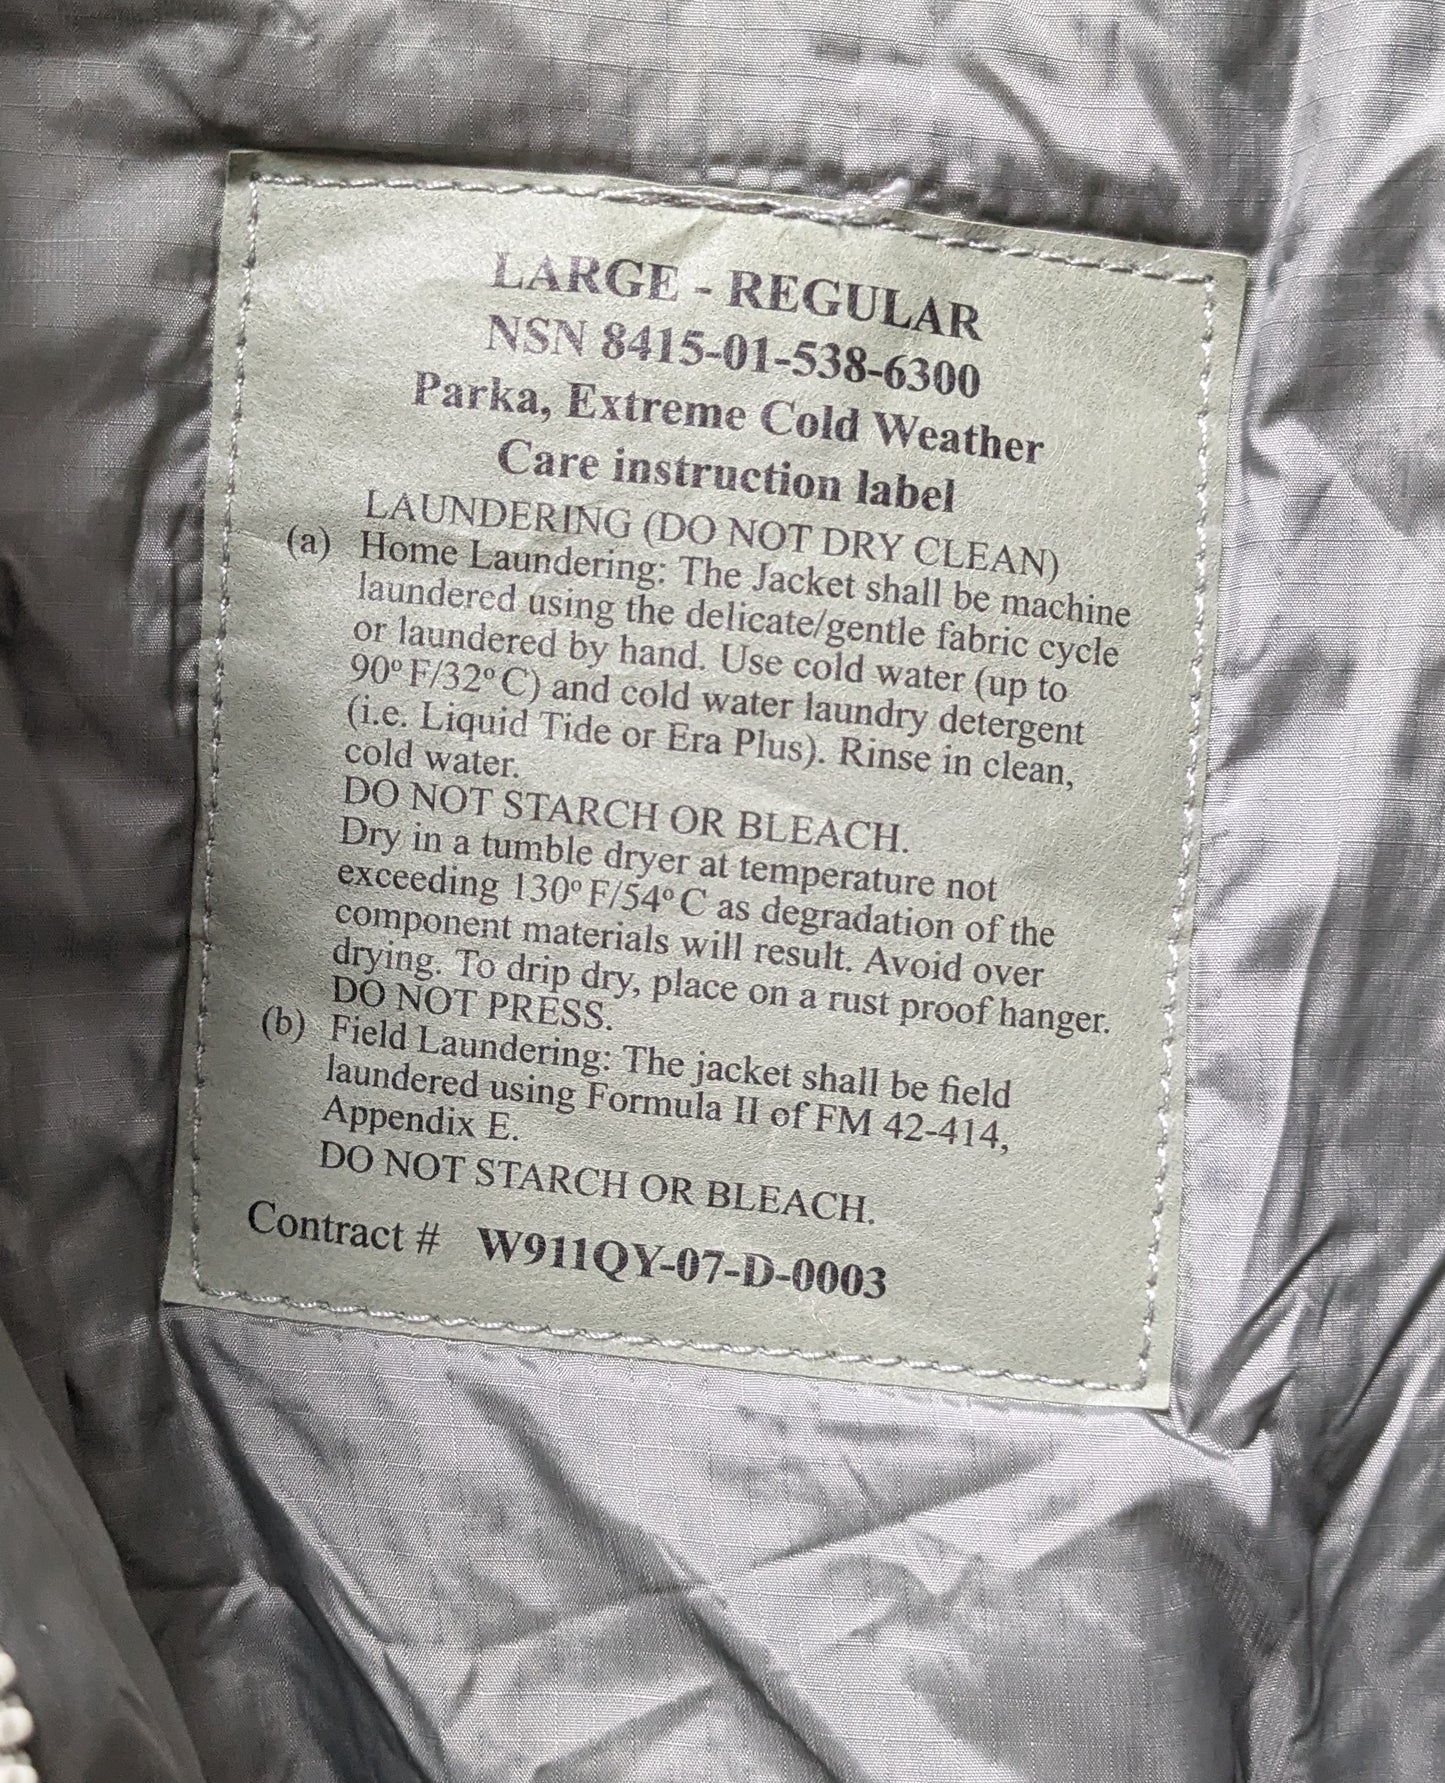 LARGE - REGULAR
NSN 8415-01-538-6300
Parka, Extreme Cold Weather
Care instruction label
LAUNDERING (DO NOT DRY CLEAN)
(a) Home Laundering: The Jacket shall be machine
laundered using the delicate/gentle fabric cycle
or laundered by hand. Use cold water (up to
90º F/32º C) and cold water laundry detergent
(i.e. Liquid Tide or Era Plus). Rinse in clean,
cold water.
DO NOT STARCH OR BLEACH.
Dry in a tumble dryer at temperature not
exceeding 130º F/54º C as degradation of the
component materials will result. Avoid over
drying. To drip dry, place on a rust proof hanger.
DO NOT PRESS.
(b) Field Laundering: The jacket shall be field
laundered using Formula II of FM 42-414,
Appendix E.
DO NOT STARCH OR BLEACH.
Contract # W911QY-07-D-0003